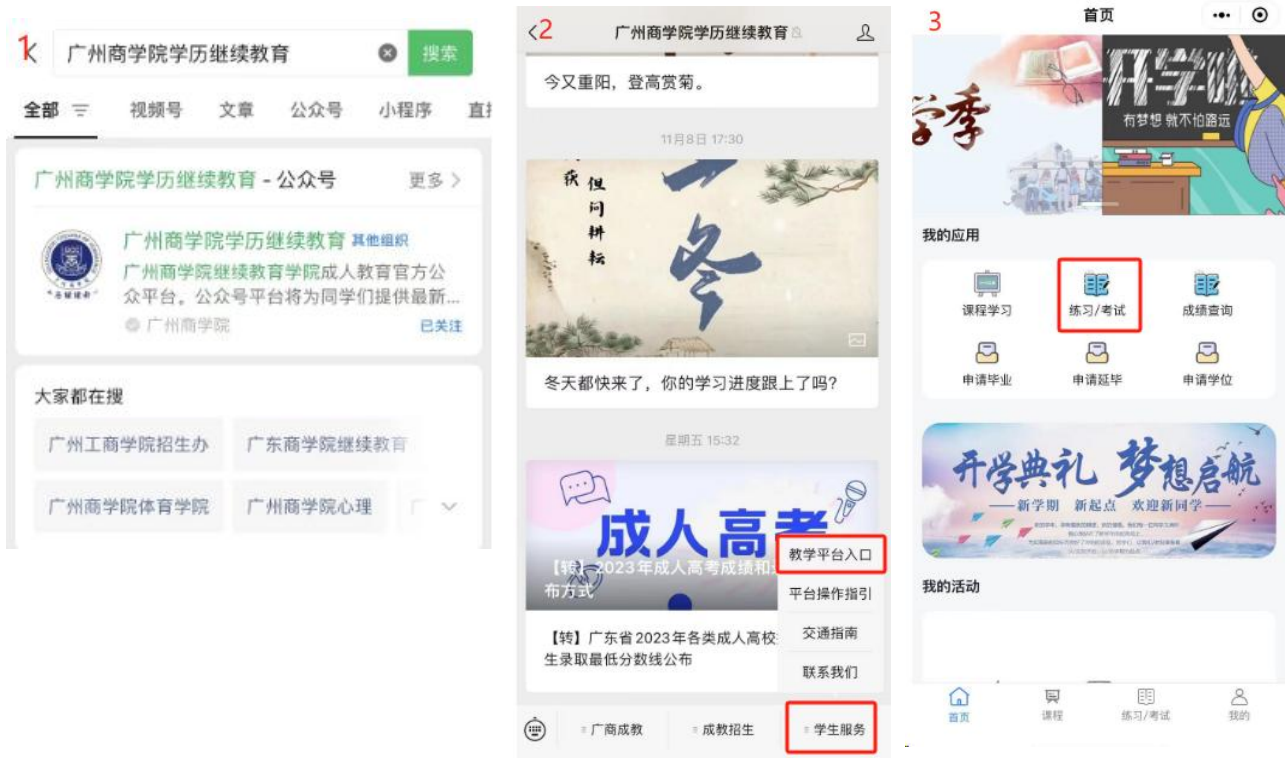 1
广州商学院学历继续教育
搜索
全部
视频号
文章
公众号
小程序
广州商学院学历继续教育 - 公众号
更多
广州商学院学历继续教育 其他组织
广州商学院继续教育学院成人教育官方公
众平台。公众号平台将为同学们提供最新...
广州商学院
已关注
大家都在搜
广州工商学院招生办
广东商学院继续教育
广州商学院体育学院
广州商学院心理
2
广州商学院学历继续教育
今又重阳，登高赏菊。
11月8日 17:30
获
但问耕耘
冬
冬天都快来了，你的学习进度跟上了吗?
星期五 15:32
成人高考
【转】2023年成人高考成绩和
布方式
【转】广东省2023年各类成人高校
生录取最低分数线公布
教学平台入口
平台操作指引
交通指南
联系我们
广商成教
成教招生
学生服务
3
首页
学季
开学
有梦想 就不怕路远
我的应用
课程学习
练习/考试
成绩查询
申请毕业
申请延毕
申请学位
开学典礼 梦想启航
新学期 新起点 欢迎新同学
我的活动
首页
课程
练习/考试
我的